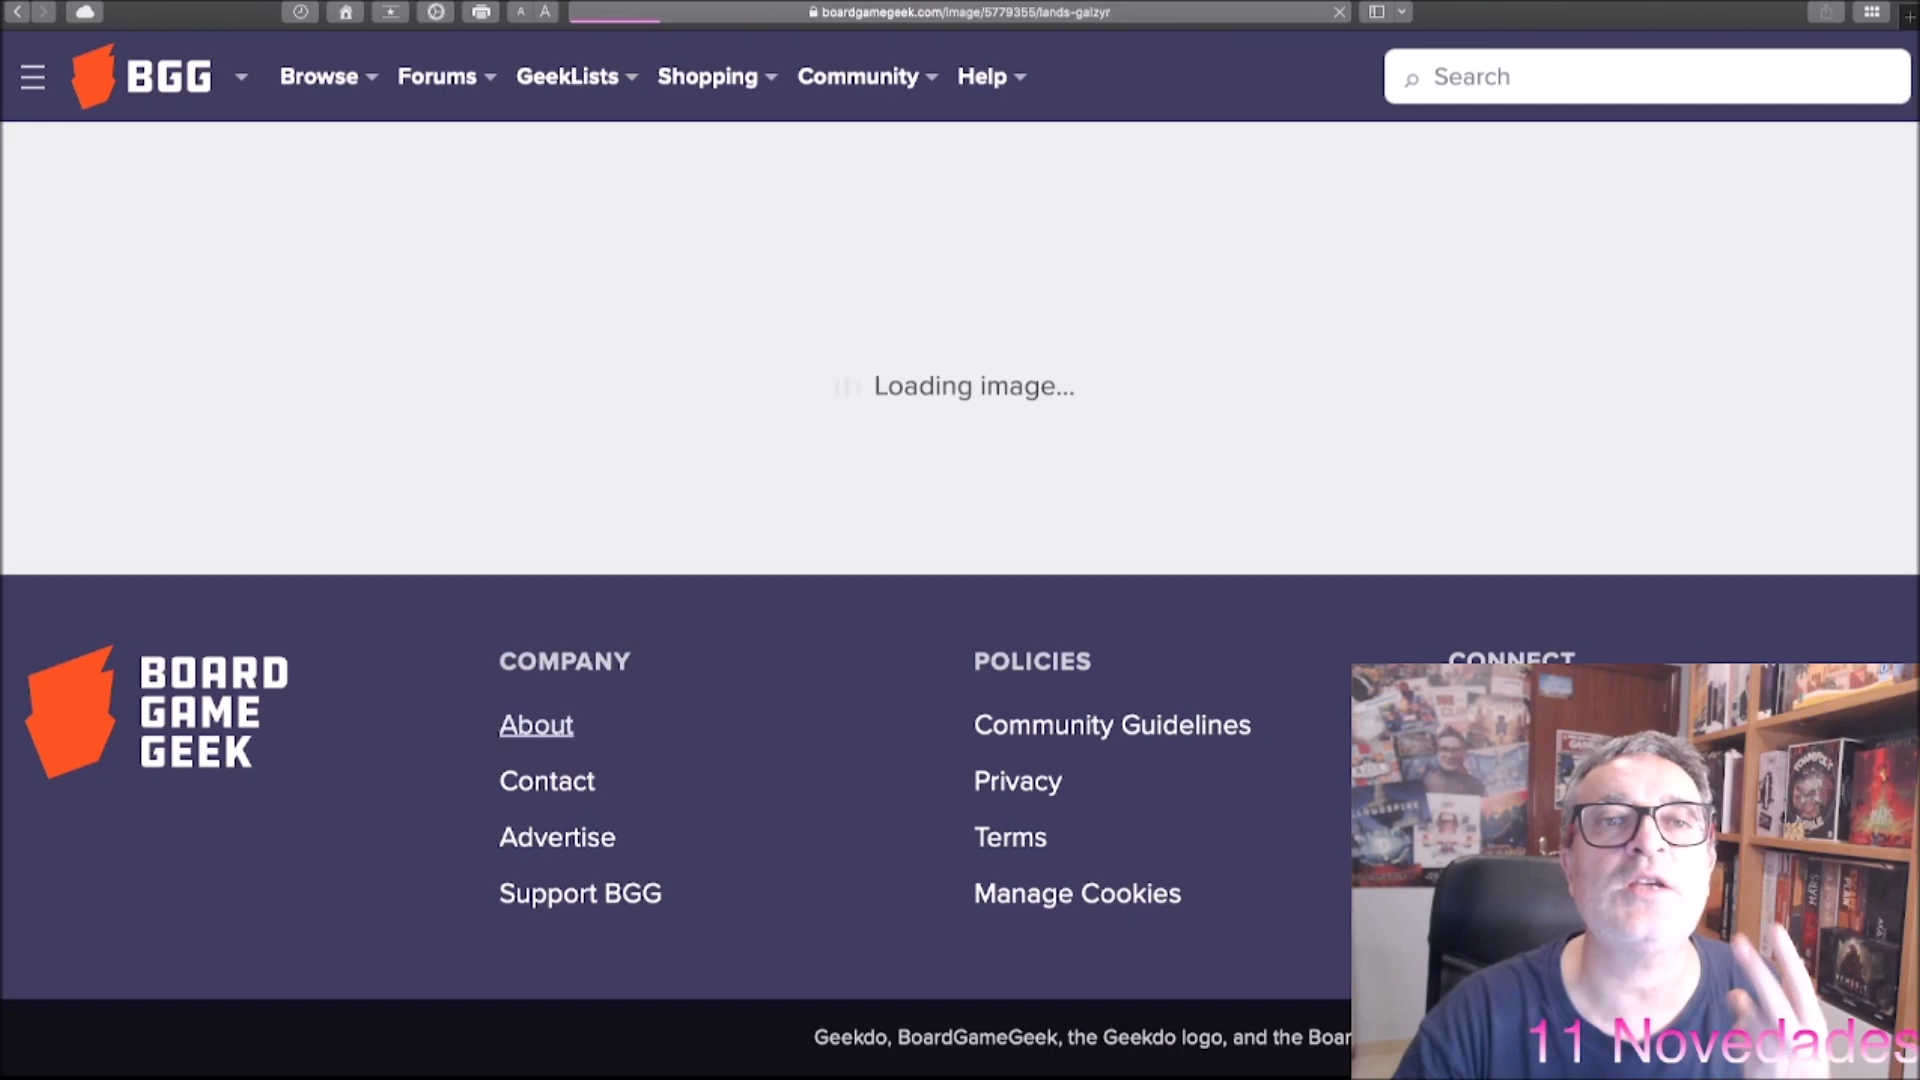 A A
boardgamegeek.com/image/5779355/lands-galzyr
BGG
Browse
Forums
GeekLists
Shopping
Community
Help
Search
Loading image...
BOARD
GAME
GEEK
COMPANY
About
Contact
Advertise
Support BGG
POLICIES
Community Guidelines
Privacy
Terms
Manage Cookies
CONNECT
Geekdo, BoardGameGeek, the Geekdo logo, and the Boar
11 Novedades